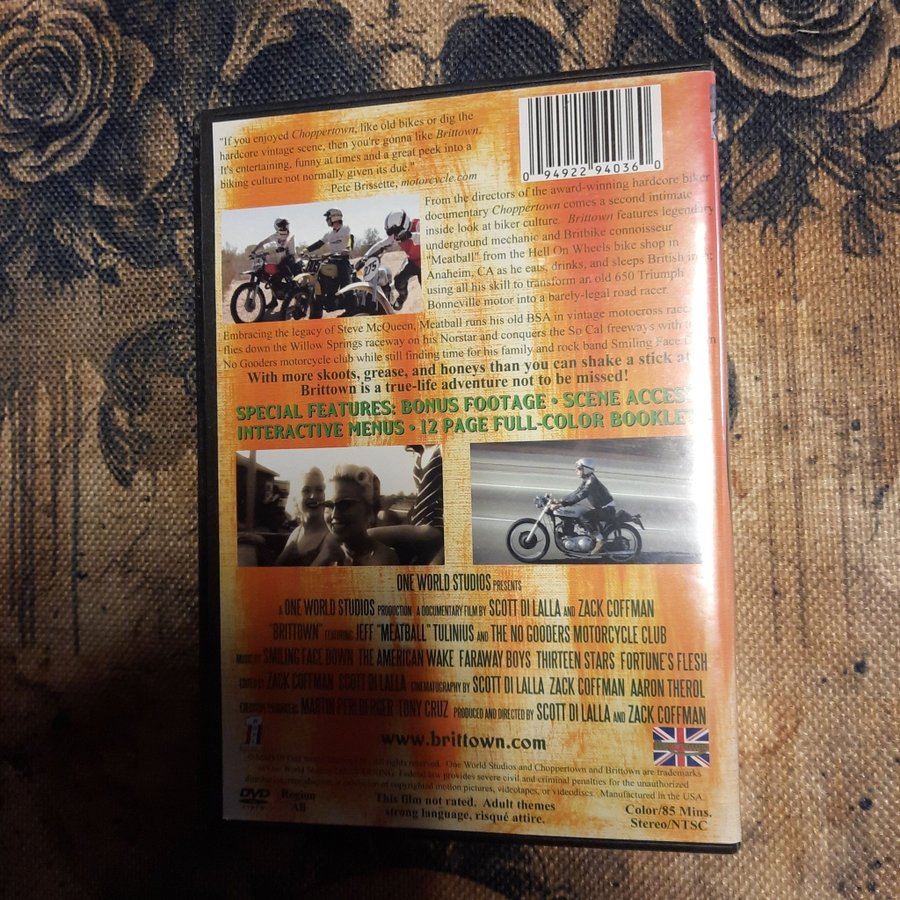 "If you enjoyed Choppertown, like old bikes or dig the
hardcore vintage scene, then you're gonna like Brittown.
It's entertaining, funny at times and a great peek into a
biking culture not normally given its due."
-Pete Brissette, motorcycle.com
0 94922 94036 0
From the directors of the award-winning hardcore biker
documentary Choppertown comes a second intimate
inside look at biker culture. Brittown features legendary
underground mechanic and Britbike connoisseur
"Meatball" from the Hell On Wheels bike shop in
Anaheim, CA as he eats, drinks, and sleeps British iron
using all his skill to transform an old 650 Triumph
Bonneville motor into a barely-legal road racer.
Embracing the legacy of Steve McQueen, Meatball runs his old BSA in vintage motocross
flies down the Willow Springs raceway on his Norstar and conquers the So Cal freeways with
No Gooders motorcycle club while still finding time for his family and rock band Smiling Face Down
With more skoots, grease, and honeys than you can shake a stick at
Brittown is a true-life adventure not to be missed!
SPECIAL FEATURES: BONUS FOOTAGE • SCENE ACCESS
INTERACTIVE MENUS • 12 PAGE FULL-COLOR BOOKLET
ONE WORLD STUDIOS PRESENTS
A ONE WORLD STUDIOS PRODUCTION A DOCUMENTARY FILM BY SCOTT DI LALLA AND ZACK COFFMAN
"BRITTOWN" FEATURING JEFF "MEATBALL" TULINIUS AND THE NO GOODERS MOTORCYCLE CLUB
MUSIC BY SMILING FACE DOWN THE AMERICAN WAKE FARAWAY BOYS THIRTEEN STARS FORTUNE'S FLESH
EDITED BY ZACK COFFMAN SCOTT DI LALLA CINEMATOGRAPHY BY SCOTT DI LALLA ZACK COFFMAN AARON THEROL
EXECUTIVE PRODUCERS MARTIN PERLBERGER TONY CRUZ PRODUCED AND DIRECTED BY SCOTT DI LALLA AND ZACK COFFMAN
www.brittown.com
All rights reserved. One World Studios and Choppertown and Brittown are trademarks
of One World Studios Federal law provides severe civil and criminal penalties for the unauthorized
of copyrighted motion pictures, videotapes, or videodiscs. Manufactured in the USA.
DVD
Region
All
This film not rated. Adult themes
strong language, risqué attire.
Color/85 Mins.
Stereo/NTSC